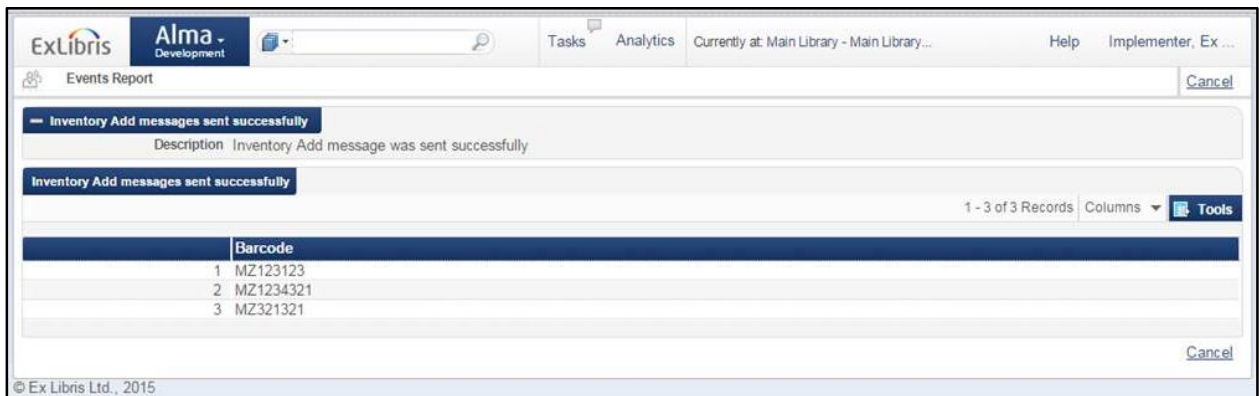 ExLibris Alma Development Tasks Analytics Currently at: Main Library - Main Library... Help Implementer, Ex ...
Events Report Cancel
Inventory Add messages sent successfully
Description Inventory Add message was sent successfully
Inventory Add messages sent successfully
1 - 3 of 3 Records Columns Tools
Barcode
1 MZ123123
2 MZ1234321
3 MZ321321
Cancel
© Ex Libris Ltd., 2015